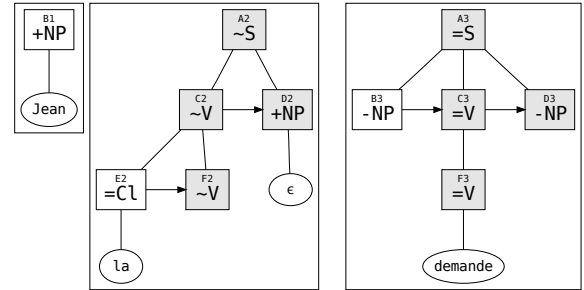 B1
+NP
Jean
A2
~S
C2
~V
D2
+NP
E2
=Cl
F2
~V
ϵ
la
A3
=S
B3
-NP
C3
=V
D3
-NP
F3
=V
demande